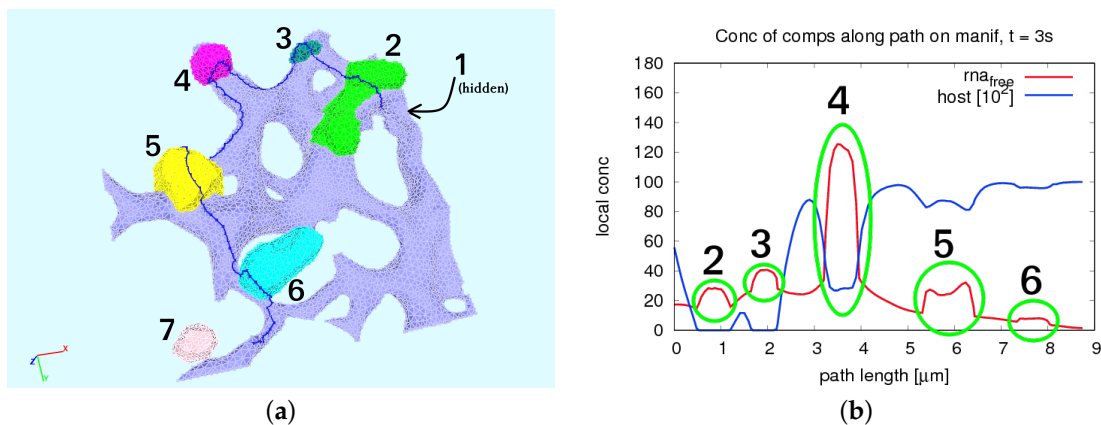 3
2
4
1
(hidden)
5
6
7
X
Z
Y
(a)
Conc of comps along path on manif, t = 3s
rna_free
host [10^2]
180
160
140
120
100
80
60
40
20
0
local conc
2
3
4
5
6
0 1 2 3 4 5 6 7 8 9
path length [μm]
(b)